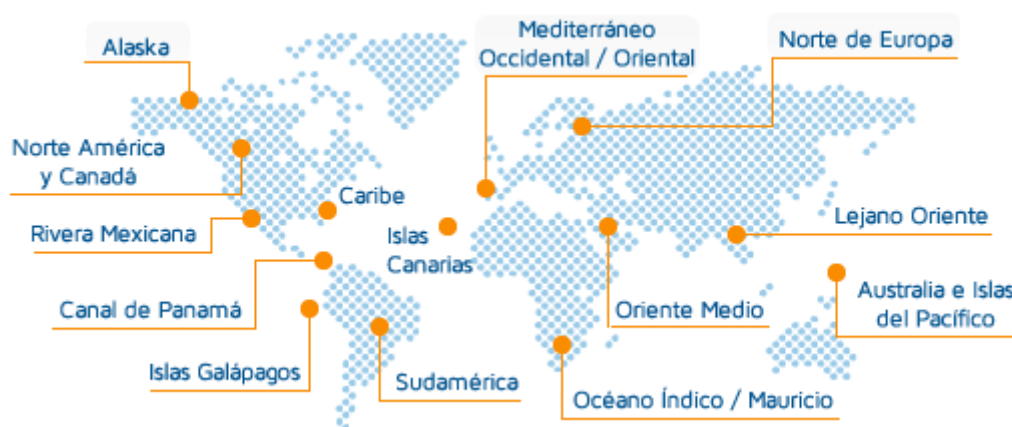 Alaska
Mediterráneo
Occidental / Oriental
Norte de Europa
Norte América
y Canadá
Caribe
Rivera Mexicana
Islas
Canarias
Lejano Oriente
Canal de Panamá
Oriente Medio
Australia e Islas
del Pacífico
Islas Galápagos
Sudamérica
Océano Índico / Mauricio